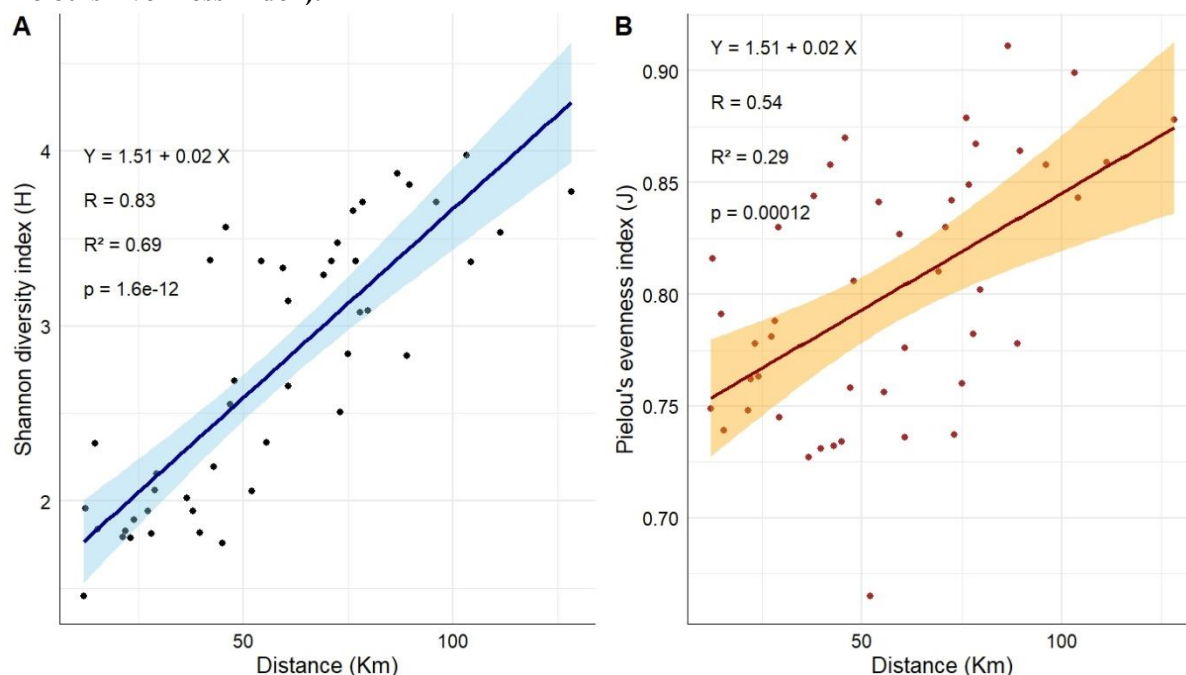 A
Y = 1.51 + 0.02 X
R = 0.83
R² = 0.69
p = 1.6e-12
Shannon diversity index (H)
4
3
2
50
100
Distance (Km)
B
Y = 1.51 + 0.02 X
R = 0.54
R² = 0.29
p = 0.00012
Pielou's evenness index (J)
0.90
0.85
0.80
0.75
0.70
50
100
Distance (Km)